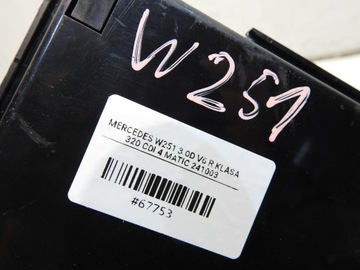 W251
MERCEDES W251 3.0D V6 R KLASA
320 CDI 4 MATIC 241003
#67753